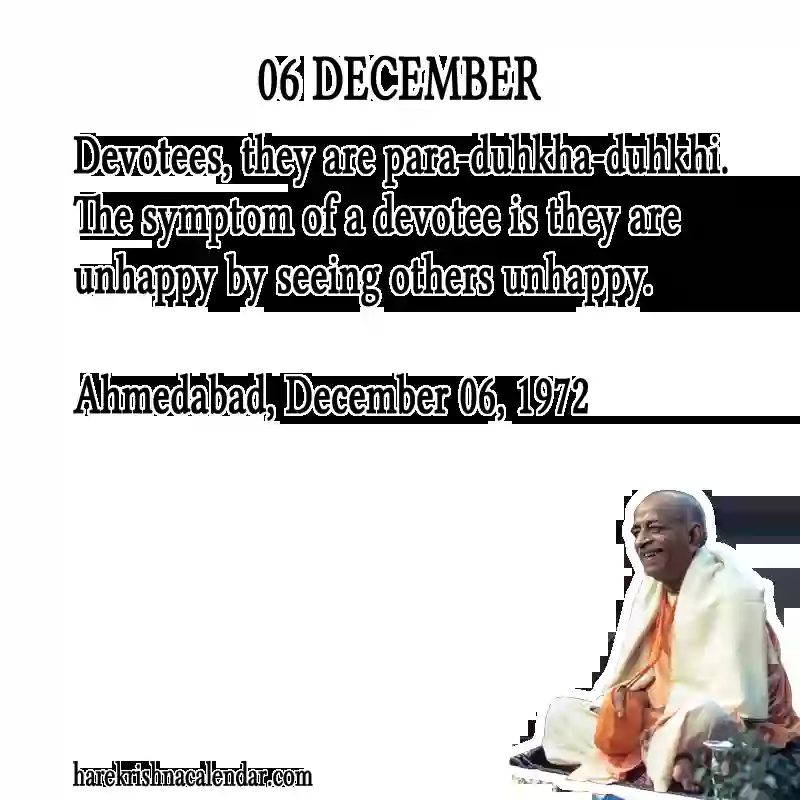 06 DECEMBER
Devotees, they are para-duhkha-duhkhi.
The symptom of a devotee is they are
unhappy by seeing others unhappy.
Ahmedabad, December 06, 1972
harekrishnacalendar.com